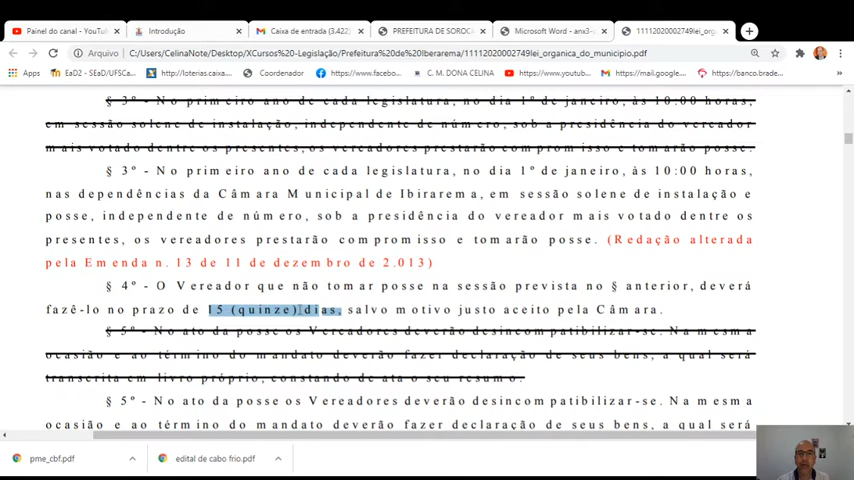 Painel do canal - YouT
Introdução
Caixa de entrada (3.422)
PREFEITURA DE SOROC
Microsoft Word - anx3-
11112020002749lei_orga
Arquivo
C:/Users/CelinaNote/Desktop/XCursos%20-Legislação/Prefeitura%20de%20Iberarema/11112020002749lei_organica_do_municipio.pdf
Apps
EaD2 - SEaD/UFSCa
http://loterias.caixa
Coordenador
https://www.facebo
C. M. DONA CELINA
https://www.youtub
https://mail.google
https://banco.brade
§ 3º - No primeiro ano de cada legislatura, no dia 1º de janeiro, às 10:00 horas,
em sessão solene de instalação, independente de número, sob a presidência do vereador
mais votado dentre os presentes, os vereadores prestarão compromisso e tomarão posse.
§ 3º - No primeiro ano de cada legislatura, no dia 1º de janeiro, às 10:00 horas,
nas dependências da Câmara Municipal de Ibirarema, em sessão solene de instalação e
posse, independente de número, sob a presidência do vereador mais votado dentre os
presentes, os vereadores prestarão compromisso e tomarão posse. (Redação alterada
pela Emenda n. 13 de 11 de dezembro de 2.013)
§ 4º - O Vereador que não tomar posse na sessão prevista no § anterior, deverá
fazê-lo no prazo de 15 (quinze) dias, salvo motivo justo aceito pela Câmara.
§ 5º - No ato da posse os Vereadores deverão desincompatibilizar-se. Na mesma
ocasião e ao término do mandato deverão fazer declaração de seus bens, a qual será
transcrita em livro próprio, constando de ata o seu resumo.
§ 5º - No ato da posse os Vereadores deverão desincompatibilizar-se. Na mesma
ocasião e ao término do mandato deverão fazer declaração de seus bens, a qual será
pme_cbf.pdf
edital de cabo frio.pdf